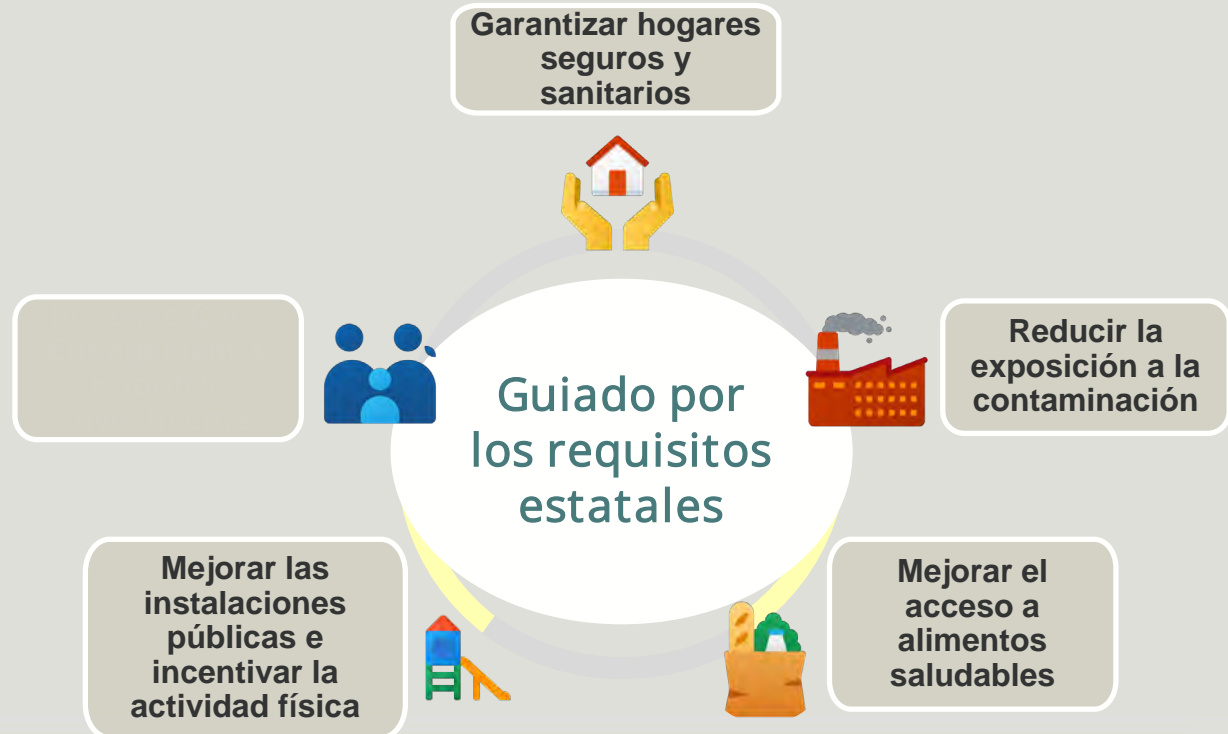 Garantizar hogares
seguros y
sanitarios
Reducir la
exposición a la
contaminación
Guiado por
los requisitos
estatales
Mejorar las
instalaciones
públicas e
incentivar la
actividad física
Mejorar el
acceso a
alimentos
saludables